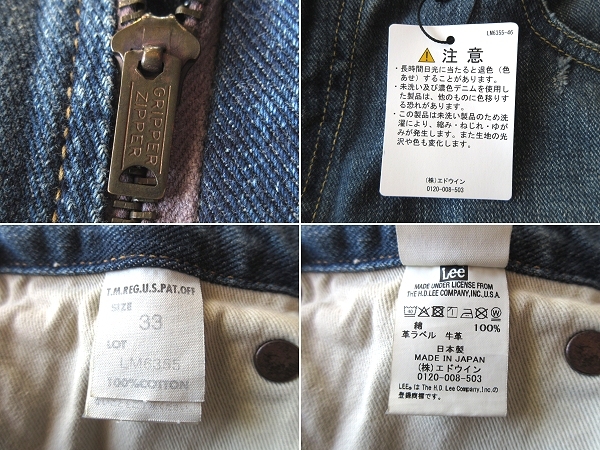 GRIPPER
ZIPPER
LM6355-46
注意
・長時間日光に当たると退色（色
あせ）することがあります。
・未洗い及び濃色デニムを使用し
た製品は、他のものに色移りす
る恐れがあります。
・この製品は未洗い製品のため洗
濯により、縮み・ねじれ・ゆが
みが発生します。また生地の光
沢や色も変化します。
(株)エドウイン
0120-008-503
T.M.REG.U.S.PAT.OFF
SIZE
33
LOT
LM6355
100%COTTON
Lee
MADE UNDER LICENSE FROM
THE H.D.LEE COMPANY,INC.,U.S.A.
綿 100%
革ラベル 牛革
日本製
MADE IN JAPAN
(株)エドウイン
0120-008-503
LEE® は The H.D. Lee Company,Inc.の
登録商標です。